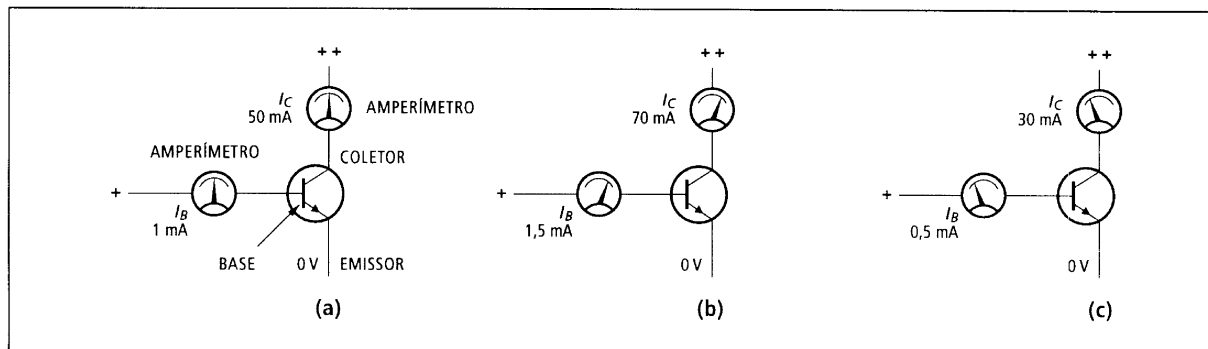 ++
I_C
50 mA
AMPERÍMETRO
AMPERÍMETRO
COLETOR
+
I_B
1 mA
BASE
0 V
EMISSOR
(a)
++
I_C
70 mA
+
I_B
1,5 mA
0 V
(b)
++
I_C
30 mA
+
I_B
0,5 mA
0 V
(c)